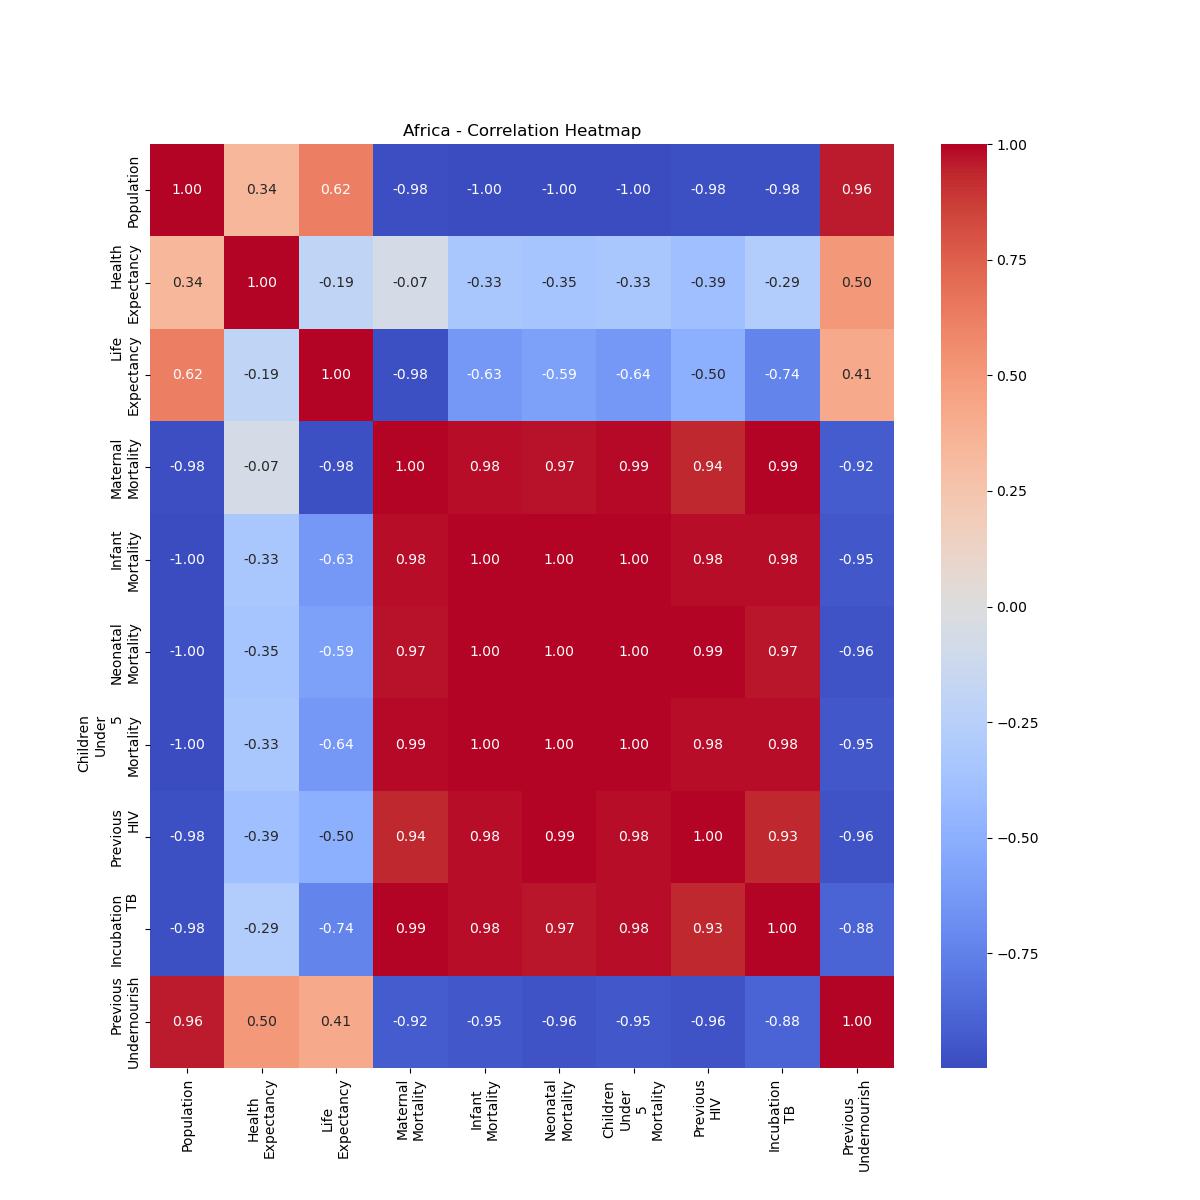 Africa - Correlation Heatmap
Population
1.00 0.34 0.62 -0.98 -1.00 -1.00 -1.00 -0.98 -0.98 0.96
Health
Expectancy
0.34 1.00 -0.19 -0.07 -0.33 -0.35 -0.33 -0.39 -0.29 0.50
Life
Expectancy
0.62 -0.19 1.00 -0.98 -0.63 -0.59 -0.64 -0.50 -0.74 0.41
Maternal
Mortality
-0.98 -0.07 -0.98 1.00 0.98 0.97 0.99 0.94 0.99 -0.92
Infant
Mortality
-1.00 -0.33 -0.63 0.98 1.00 1.00 1.00 0.98 0.98 -0.95
Neonatal
Mortality
-1.00 -0.35 -0.59 0.97 1.00 1.00 1.00 0.99 0.97 -0.96
Children
Under
5
Mortality
-1.00 -0.33 -0.64 0.99 1.00 1.00 1.00 0.98 0.98 -0.95
Previous
HIV
-0.98 -0.39 -0.50 0.94 0.98 0.99 0.98 1.00 0.93 -0.96
Incubation
TB
-0.98 -0.29 -0.74 0.99 0.98 0.97 0.98 0.93 1.00 -0.88
Previous
Undernourish
0.96 0.50 0.41 -0.92 -0.95 -0.96 -0.95 -0.96 -0.88 1.00
Population
Health
Expectancy
Life
Expectancy
Maternal
Mortality
Infant
Mortality
Neonatal
Mortality
Children
Under
5
Mortality
Previous
HIV
Incubation
TB
Previous
Undernourish
1.00
0.75
0.50
0.25
0.00
−0.25
−0.50
−0.75